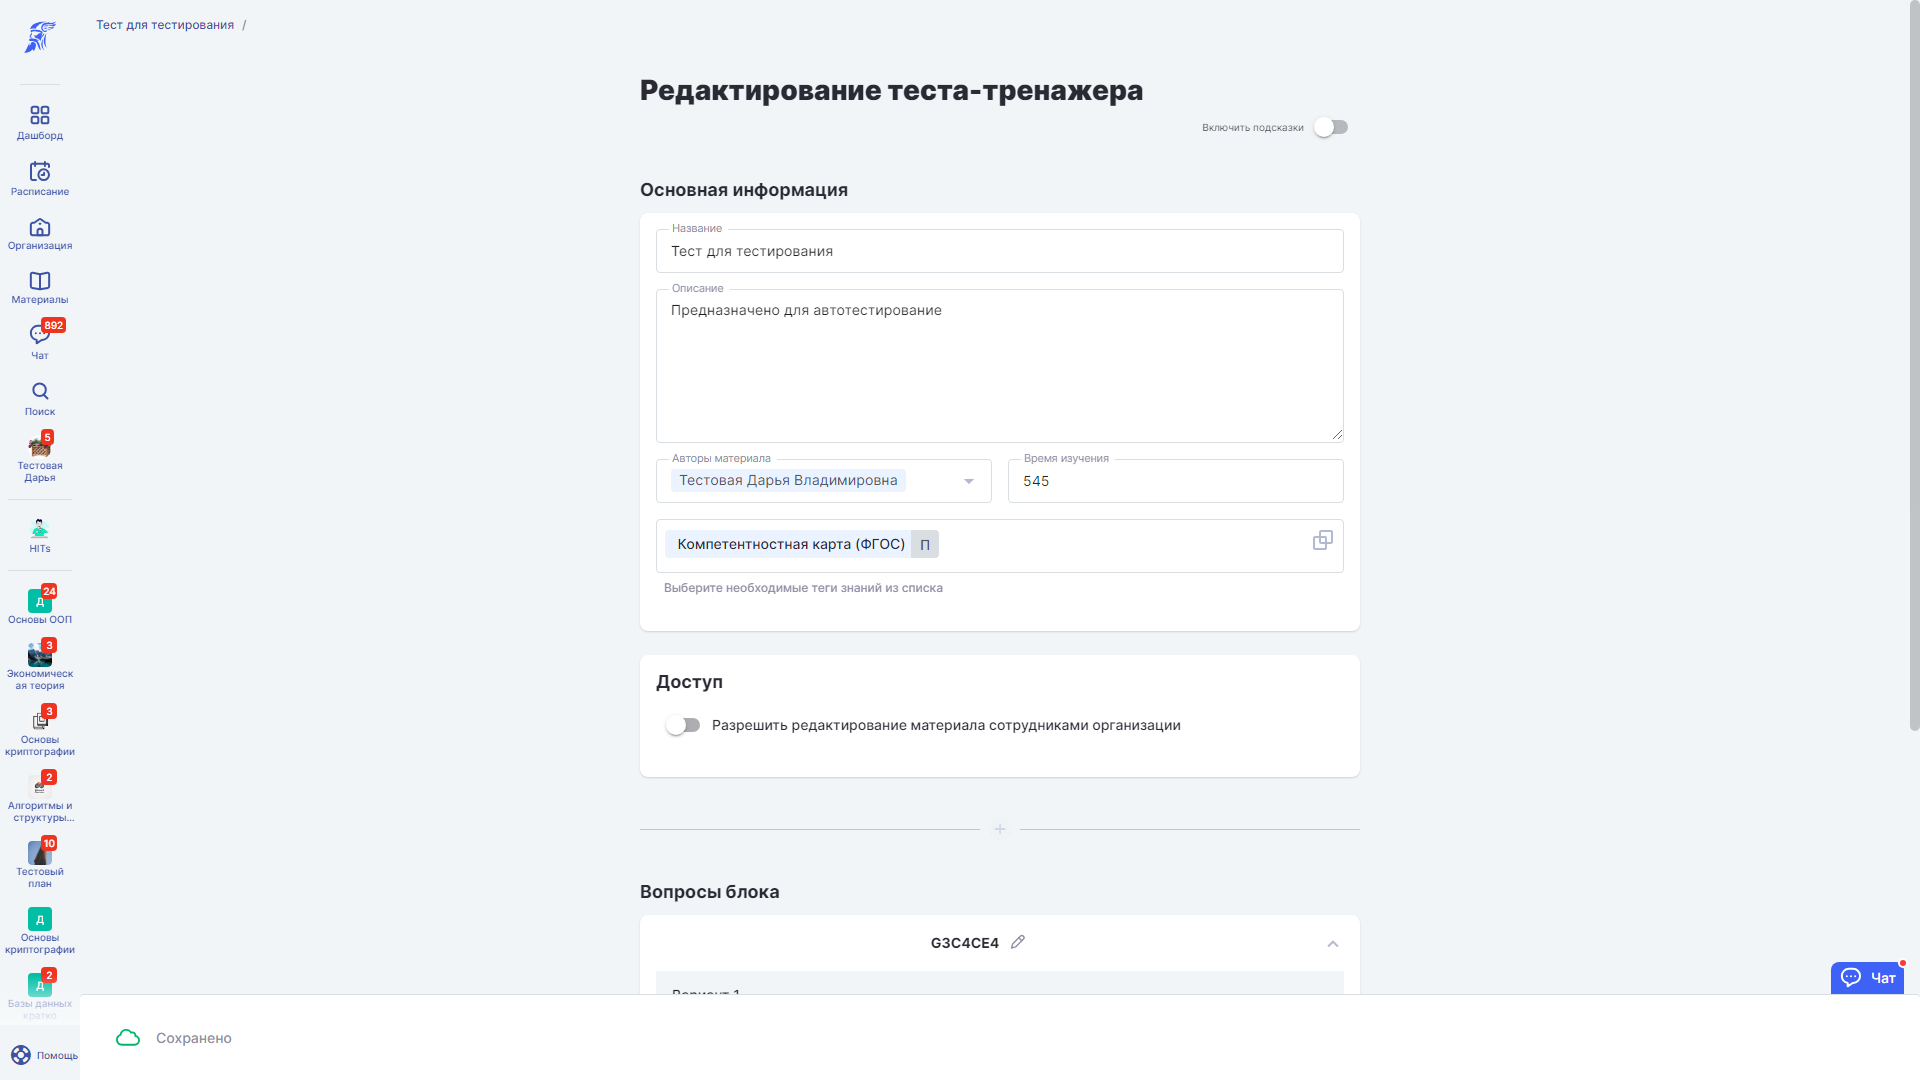 Тест для тестирования /
Дашборд
Расписание
Организация
Материалы
892
Чат
Поиск
5
Тестовая
Дарья
HITs
24
Д
Основы ООП
3
Экономическ
ая теория
3
Основы
криптографии
2
Алгоритмы и
структуры...
10
Тестовый
план
Д
Основы
криптографии
2
Д
Базы данных
кратко
Помощь
Редактирование теста-тренажера
Включить подсказки
Основная информация
Название
Тест для тестирования
Описание
Предназначено для автотестирование
Авторы материала
Тестовая Дарья Владимировна
Время изучения
545
Компетентностная карта (ФГОС) П
Выберите необходимые теги знаний из списка
Доступ
Разрешить редактирование материала сотрудниками организации
Вопросы блока
G3C4CE4
Вариант 1
Чат
Сохранено